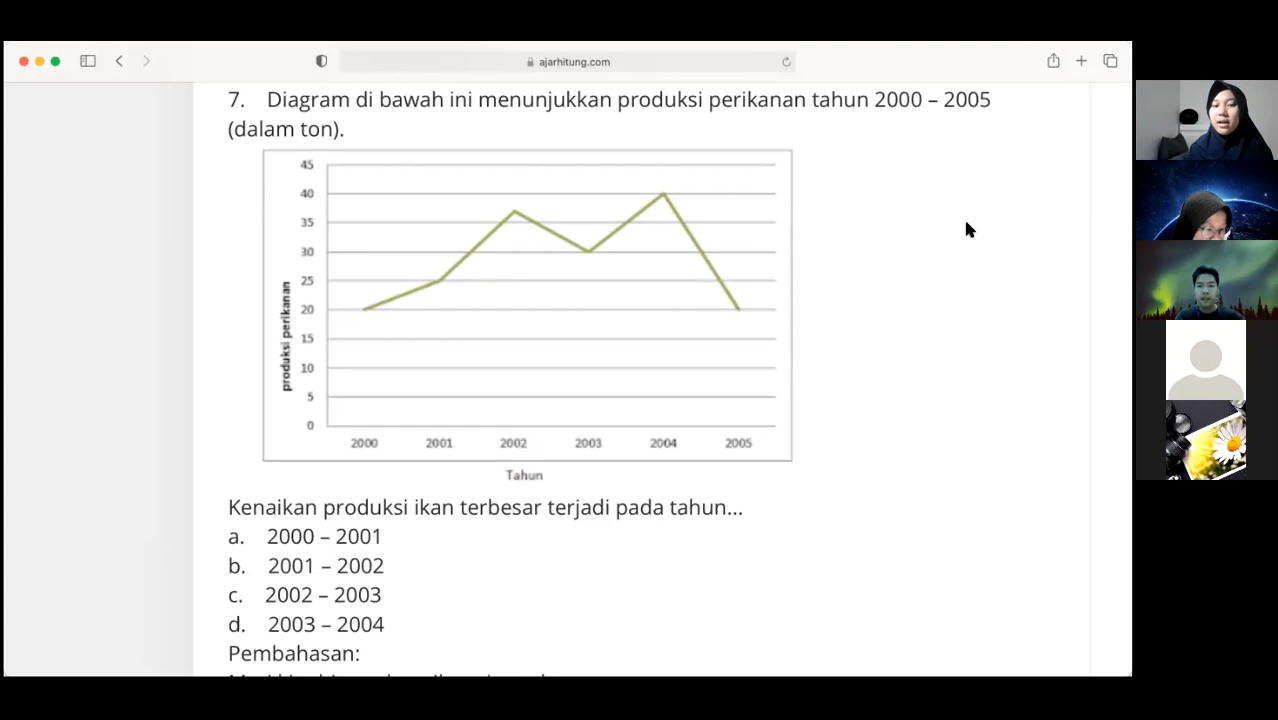 ajarhitung.com
7. Diagram di bawah ini menunjukkan produksi perikanan tahun 2000 – 2005
(dalam ton).
45
40
35
30
25
20
15
10
5
0
produksi perikanan
2000 2001 2002 2003 2004 2005
Tahun
Kenaikan produksi ikan terbesar terjadi pada tahun...
a. 2000 – 2001
b. 2001 – 2002
c. 2002 – 2003
d. 2003 – 2004
Pembahasan: